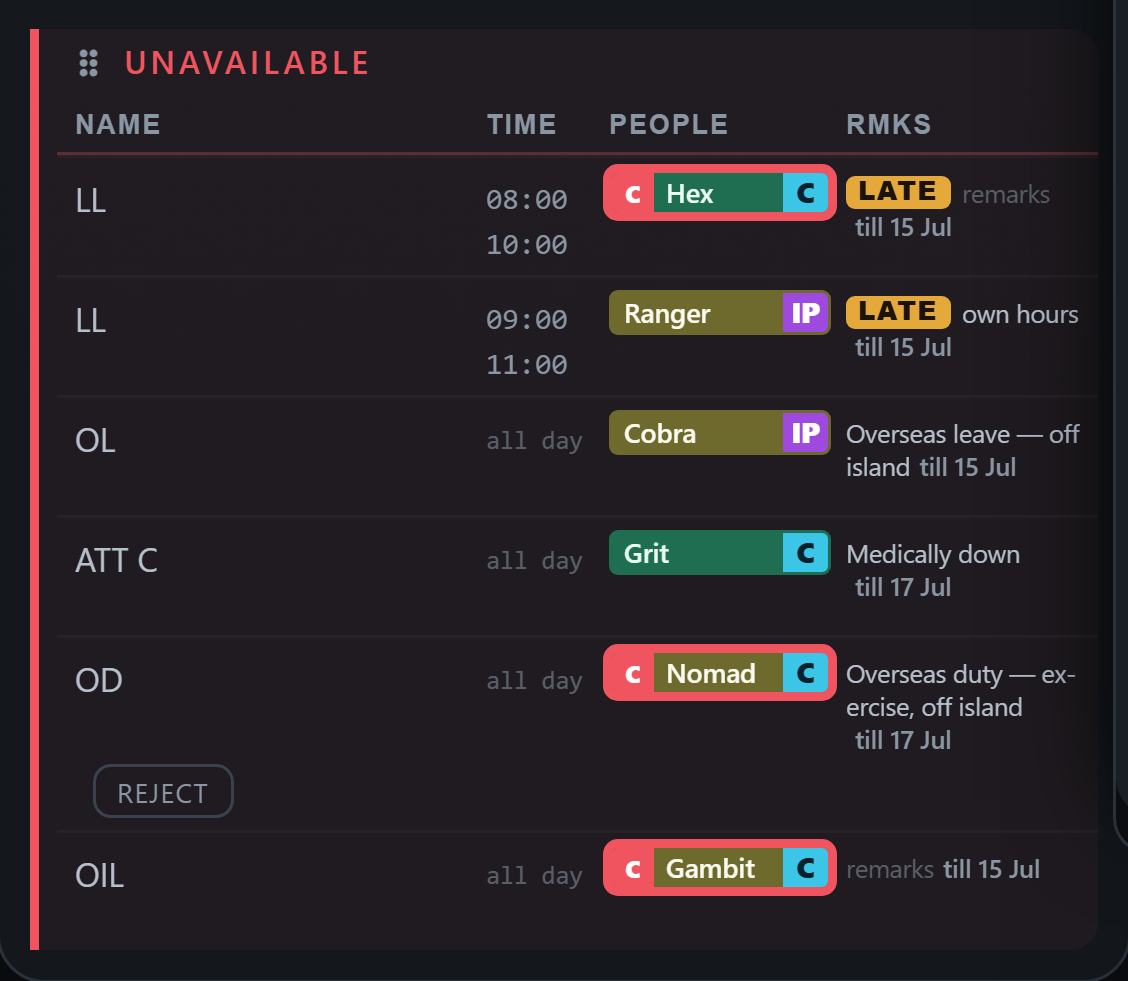 UNAVAILABLE
NAME TIME PEOPLE RMKS
LL 08:00 c Hex C LATE remarks
10:00 till 15 Jul
LL 09:00 Ranger IP LATE own hours
11:00 till 15 Jul
OL all day Cobra IP Overseas leave — off
island till 15 Jul
ATT C all day Grit C Medically down
till 17 Jul
OD all day c Nomad C Overseas duty — ex-
ercise, off island
till 17 Jul
REJECT
OIL all day c Gambit C remarks till 15 Jul